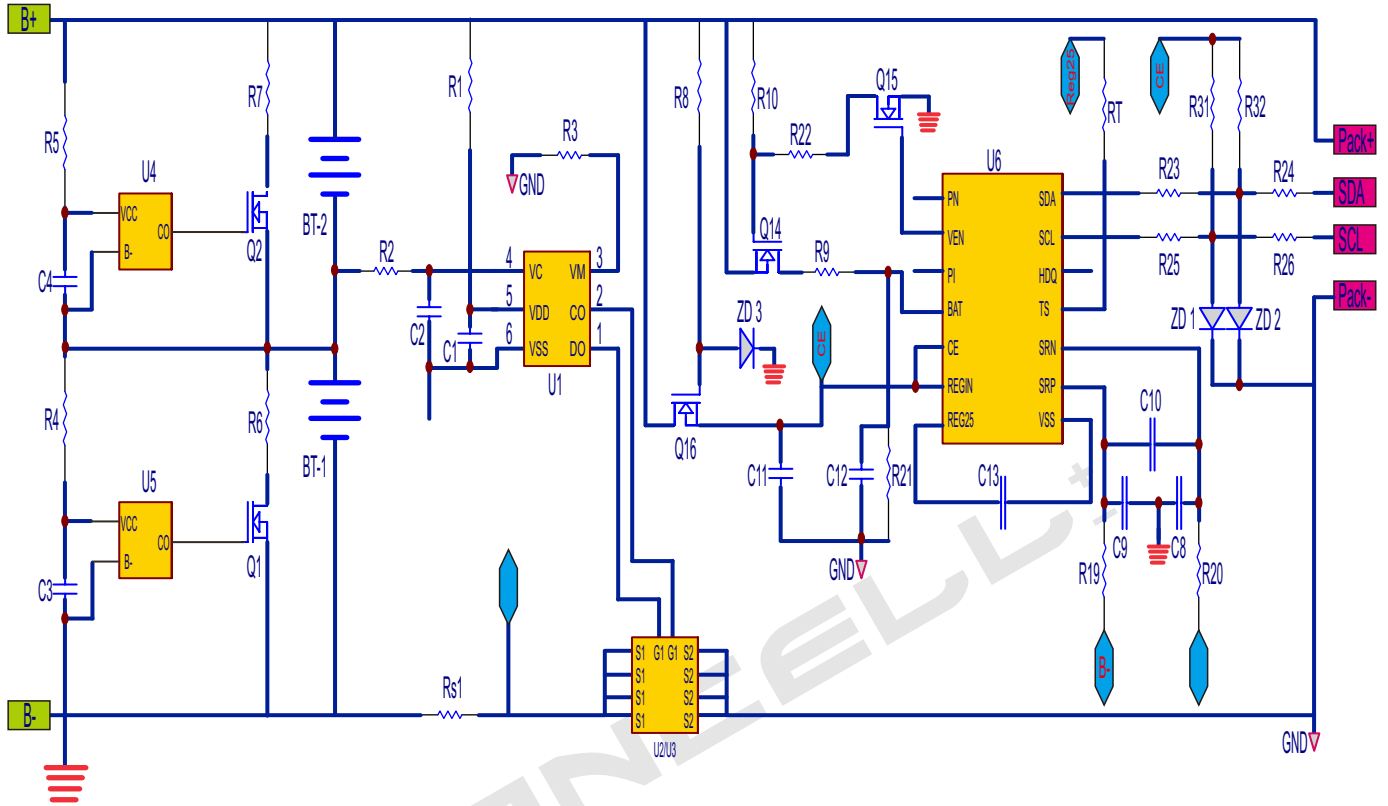 B+
R5
R7
U4
VCC
B-
CO
Q2
C4
BT-2
R1
R3
GND
R2
C2
C1
4
5
6
VC
VDD
VSS
VM
CO
DO
3
2
1
U1
R8
R10
R22
Q15
Q14
R9
ZD 3
CE
Q16
C11
C12
R21
GND
U6
PN
VEN
PI
BAT
CE
REGIN
REG25
SDA
SCL
HDQ
TS
SRN
SRP
VSS
C13
Reg25
RT
CE
R31
R32
R23
R24
R25
R26
ZD 1
ZD 2
Pack+
SDA
SCL
Pack-
C10
C9
C8
R19
R20
B-
R4
R6
BT-1
U5
VCC
B-
CO
Q1
C3
B-
Rs1
S1 G1 G1 S2
S1 S2
S1 S2
S1 S2
U2/U3
GND